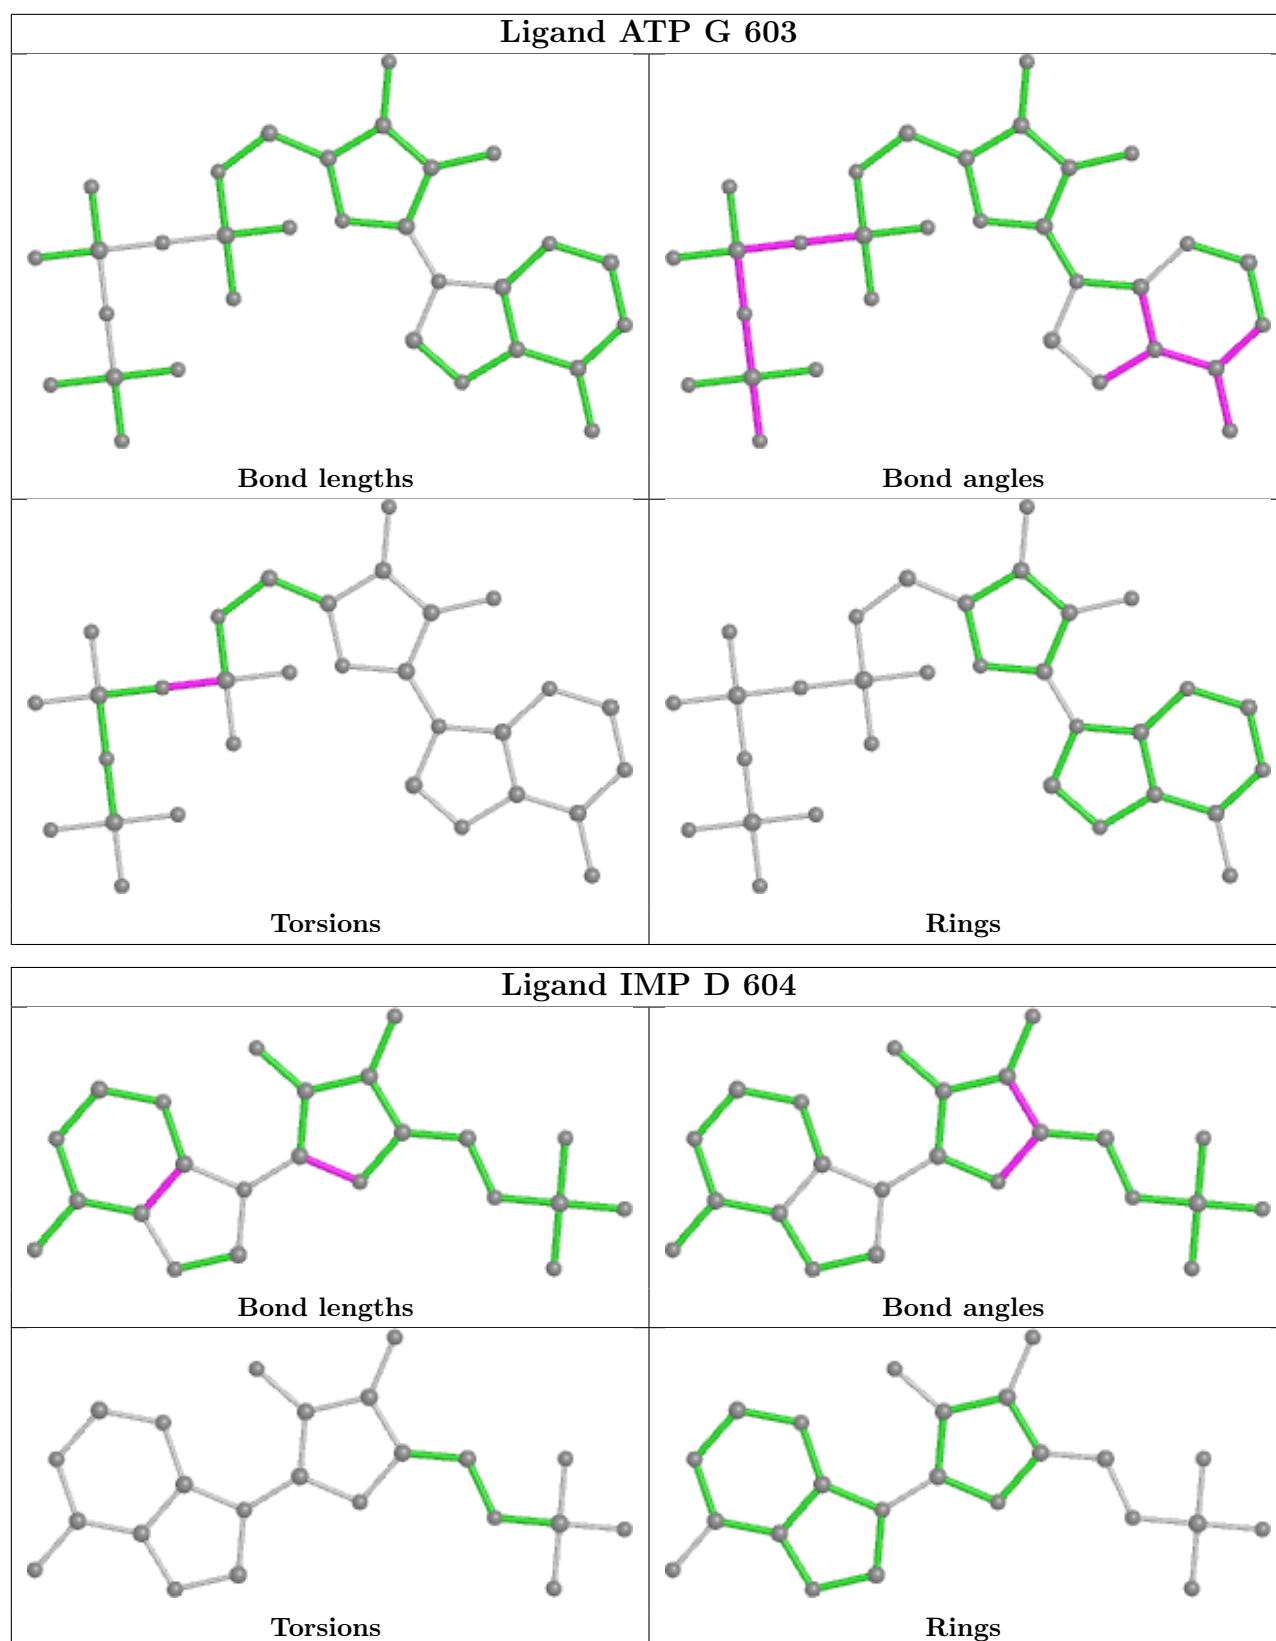 Ligand ATP G 603
Bond lengths
Bond angles
Torsions
Rings
Ligand IMP D 604
Bond lengths
Bond angles
Torsions
Rings